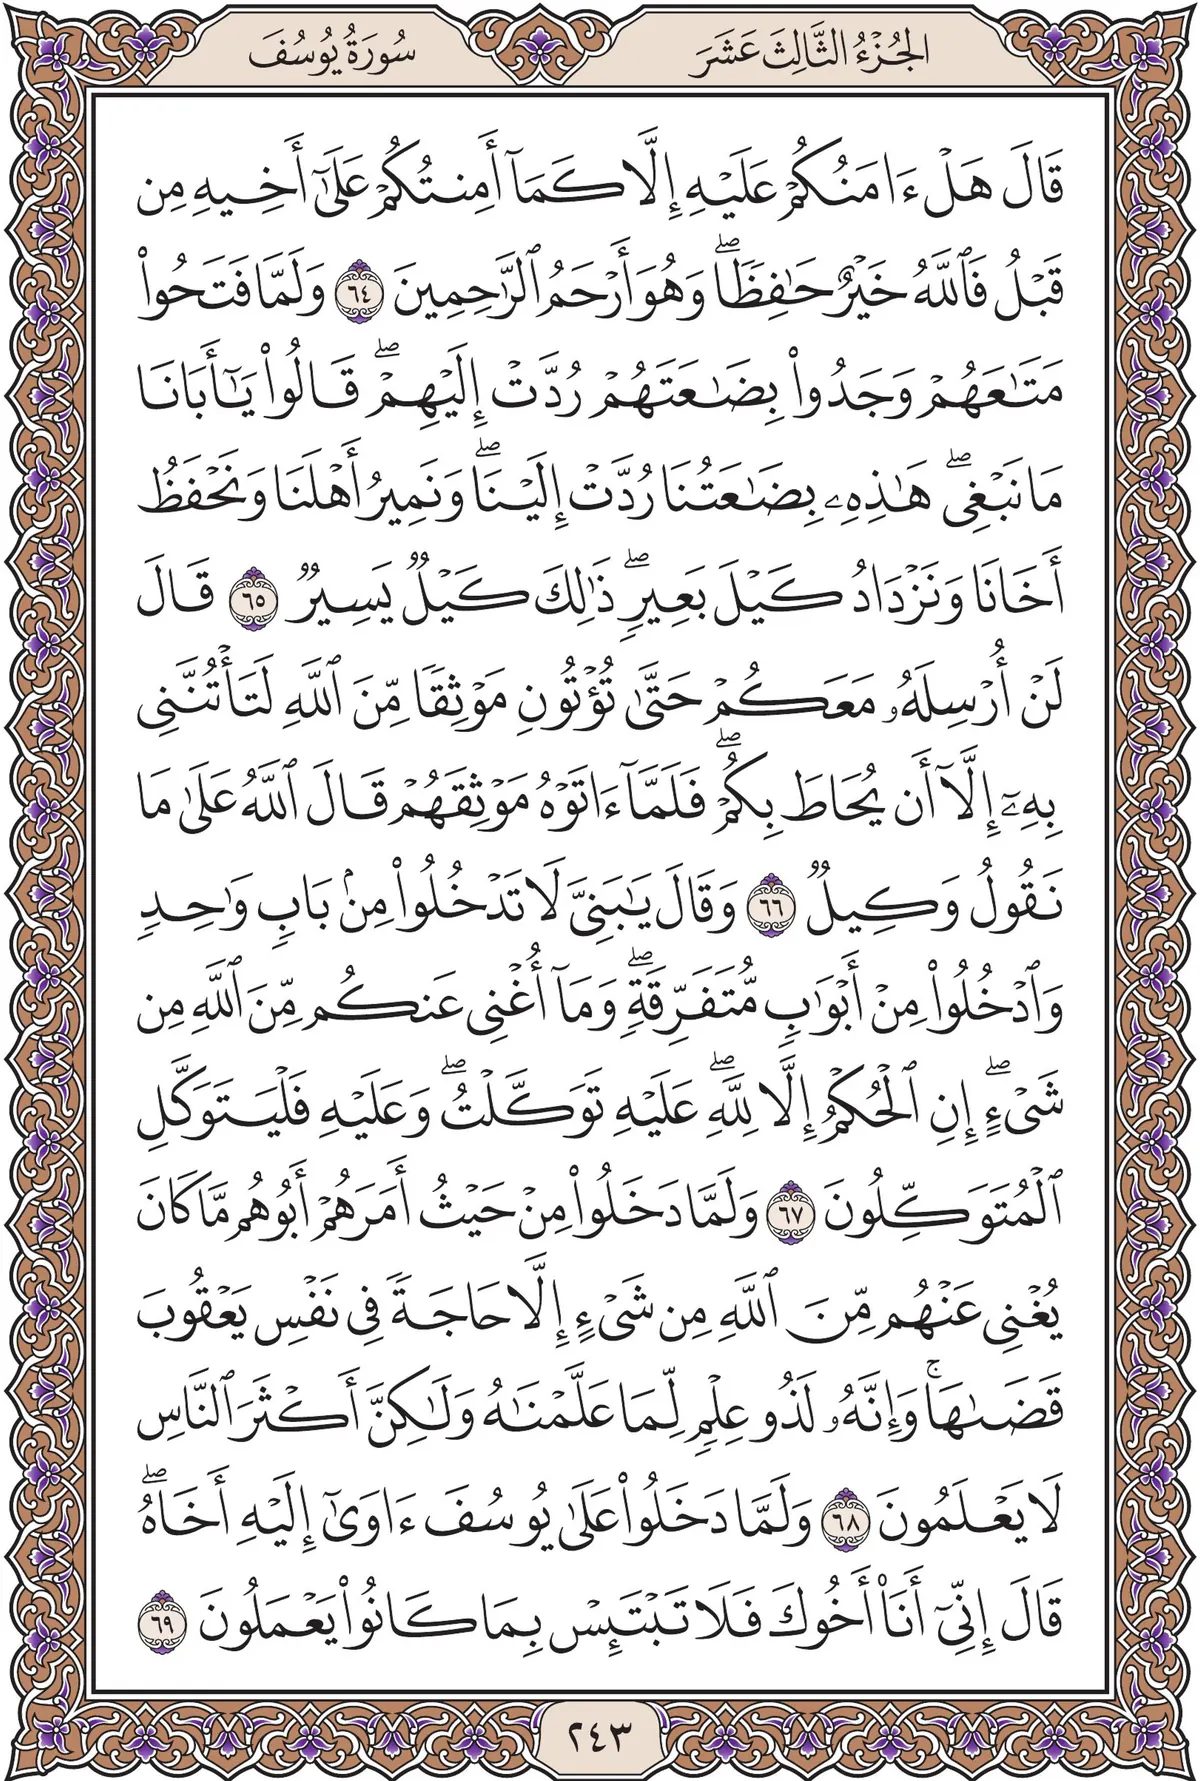 الجُزْءُ الثَّالِثَ عَشَرَ
سُورَةُ يُوسُفَ
قَالَ هَلْ ءَامَنُكُمْ عَلَيْهِ إِلَّا كَمَآ أَمِنتُكُمْ عَلَىٰٓ أَخِيهِ مِن
قَبْلُ فَٱللَّهُ خَيْرٌ حَٰفِظًاۖ وَهُوَ أَرْحَمُ ٱلرَّٰحِمِينَ ٦٤ وَلَمَّا فَتَحُوا۟
مَتَٰعَهُمْ وَجَدُوا۟ بِضَٰعَتَهُمْ رُدَّتْ إِلَيْهِمْۖ قَالُوا۟ يَٰٓأَبَانَا
مَا نَبْغِىۖ هَٰذِهِۦ بِضَٰعَتُنَا رُدَّتْ إِلَيْنَاۖ وَنَمِيرُ أَهْلَنَا وَنَحْفَظُ
أَخَانَا وَنَزْدَادُ كَيْلَ بَعِيرٍۖ ذَٰلِكَ كَيْلٌ يَسِيرٌ ٦٥ قَالَ
لَنْ أُرْسِلَهُۥ مَعَكُمْ حَتَّىٰ تُؤْتُونِ مَوْثِقًا مِّنَ ٱللَّهِ لَتَأْتُنَّنِى
بِهِۦٓ إِلَّآ أَن يُحَاطَ بِكُمْۖ فَلَمَّآ ءَاتَوْهُ مَوْثِقَهُمْ قَالَ ٱللَّهُ عَلَىٰ مَا
نَقُولُ وَكِيلٌ ٦٦ وَقَالَ يَٰبَنِىَّ لَا تَدْخُلُوا۟ مِنۢ بَابٍ وَٰحِدٍ
وَٱدْخُلُوا۟ مِنْ أَبْوَٰبٍ مُّتَفَرِّقَةٍۖ وَمَآ أُغْنِى عَنكُم مِّنَ ٱللَّهِ مِن
شَىْءٍۖ إِنِ ٱلْحُكْمُ إِلَّا لِلَّهِۖ عَلَيْهِ تَوَكَّلْتُۖ وَعَلَيْهِ فَلْيَتَوَكَّلِ
ٱلْمُتَوَكِّلُونَ ٦٧ وَلَمَّا دَخَلُوا۟ مِنْ حَيْثُ أَمَرَهُمْ أَبُوهُم مَّا كَانَ
يُغْنِى عَنْهُم مِّنَ ٱللَّهِ مِن شَىْءٍ إِلَّا حَاجَةً فِى نَفْسِ يَعْقُوبَ
قَضَىٰهَاۚ وَإِنَّهُۥ لَذُو عِلْمٍ لِّمَا عَلَّمْنَٰهُ وَلَٰكِنَّ أَكْثَرَ ٱلنَّاسِ
لَا يَعْلَمُونَ ٦٨ وَلَمَّا دَخَلُوا۟ عَلَىٰ يُوسُفَ ءَاوَىٰٓ إِلَيْهِ أَخَاهُۖ
قَالَ إِنِّىٓ أَنَا۠ أَخُوكَ فَلَا تَبْتَئِسْ بِمَا كَانُوا۟ يَعْمَلُونَ ٦٩
٢٤٣